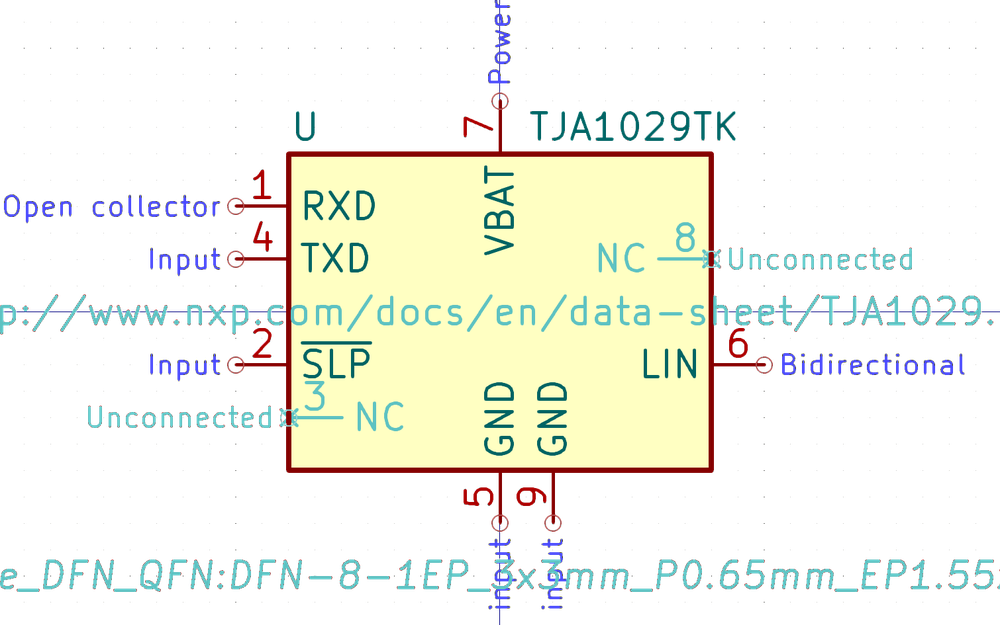 Power
U
7
TJA1029TK
1
RXD
VBAT
Open collector
4
TXD
NC
8
Unconnected
Input
p://www.nxp.com/docs/en/data-sheet/TJA1029.
2
SLP
LIN
6
Bidirectional
Input
3
NC
Unconnected
GND
GND
5
9
input
input
e_DFN_QFN:DFN-8-1EP_3x3mm_P0.65mm_EP1.55